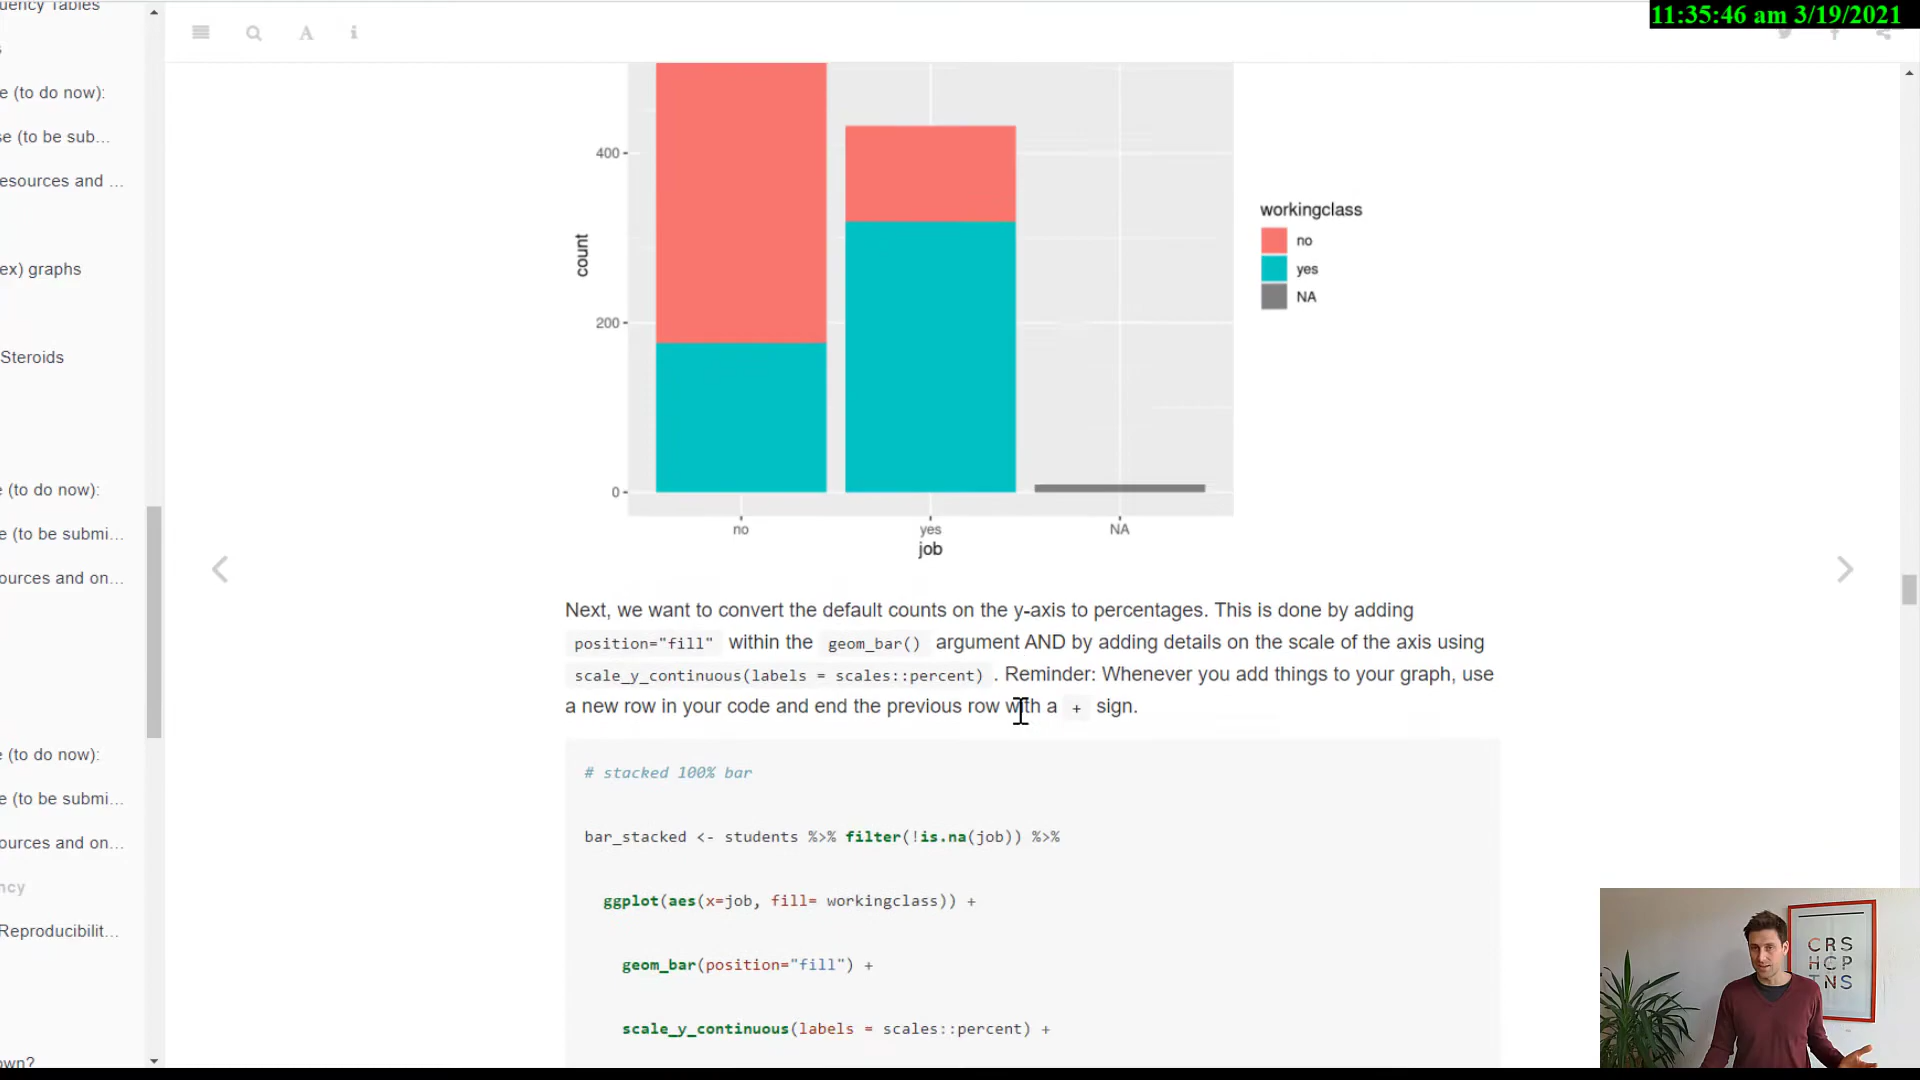 uency Tables
11:35:46 am 3/19/2021
e (to do now):
se (to be sub...
esources and ...
ex) graphs
Steroids
e (to do now):
e (to be submi...
ources and on...
e (to do now):
e (to be submi...
ources and on...
ncy
Reproducibilit...
own?
400
200
0
count
no
yes
NA
job
workingclass
no
yes
NA
Next, we want to convert the default counts on the y-axis to percentages. This is done by adding
position="fill" within the geom_bar() argument AND by adding details on the scale of the axis using
scale_y_continuous(labels = scales::percent) . Reminder: Whenever you add things to your graph, use
a new row in your code and end the previous row with a + sign.
# stacked 100% bar
bar_stacked <- students %>% filter(!is.na(job)) %>%
ggplot(aes(x=job, fill= workingclass)) +
geom_bar(position="fill") +
scale_y_continuous(labels = scales::percent) +
CRS
HCP
TNS